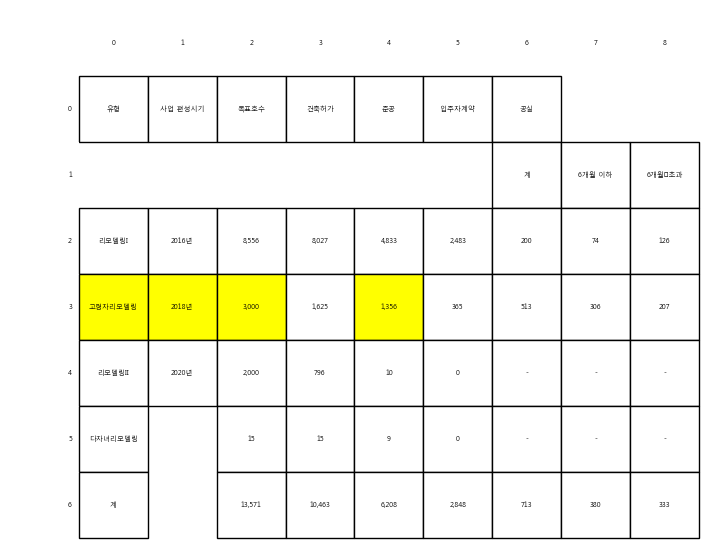 0 1 2 3 4 5 6 7 8
0 유형 사업 편성시기 목표호수 건축허가 준공 입주자계약 공실
1 계 6개월 이하 6개월□초과
2 리모델링Ⅰ 2016년 8,556 8,027 4,833 2,483 200 74 126
3 고령자리모델링 2018년 3,000 1,625 1,356 365 513 306 207
4 리모델링Ⅱ 2020년 2,000 796 10 0 - - -
5 다자녀리모델링 15 15 9 0 - - -
6 계 13,571 10,463 6,208 2,848 713 380 333